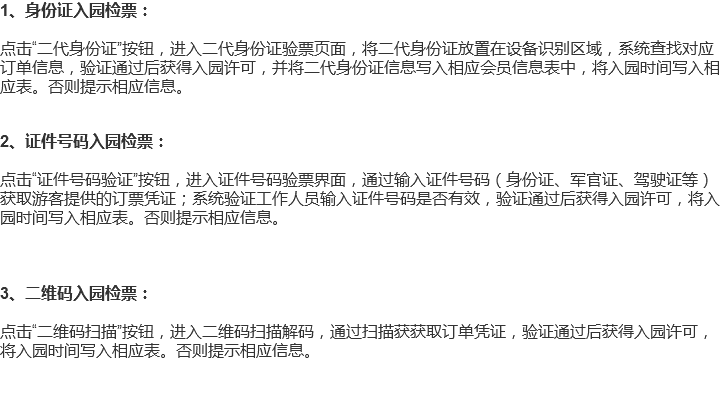 1、身份证入园检票：
点击“二代身份证”按钮，进入二代身份证验票页面，将二代身份证放置在设备识别区域，系统查找对应
订单信息，验证通过后获得入园许可，并将二代身份证信息写入相应会员信息表中，将入园时间写入相
应表。否则提示相应信息。
2、证件号码入园检票：
点击“证件号码验证”按钮，进入证件号码验票界面，通过输入证件号码（身份证、军官证、驾驶证等）
获取游客提供的订票凭证；系统验证工作人员输入证件号码是否有效，验证通过后获得入园许可，将入
园时间写入相应表。否则提示相应信息。
3、二维码入园检票：
点击“二维码扫描”按钮，进入二维码扫描解码，通过扫描获获取订单凭证，验证通过后获得入园许可，
将入园时间写入相应表。否则提示相应信息。